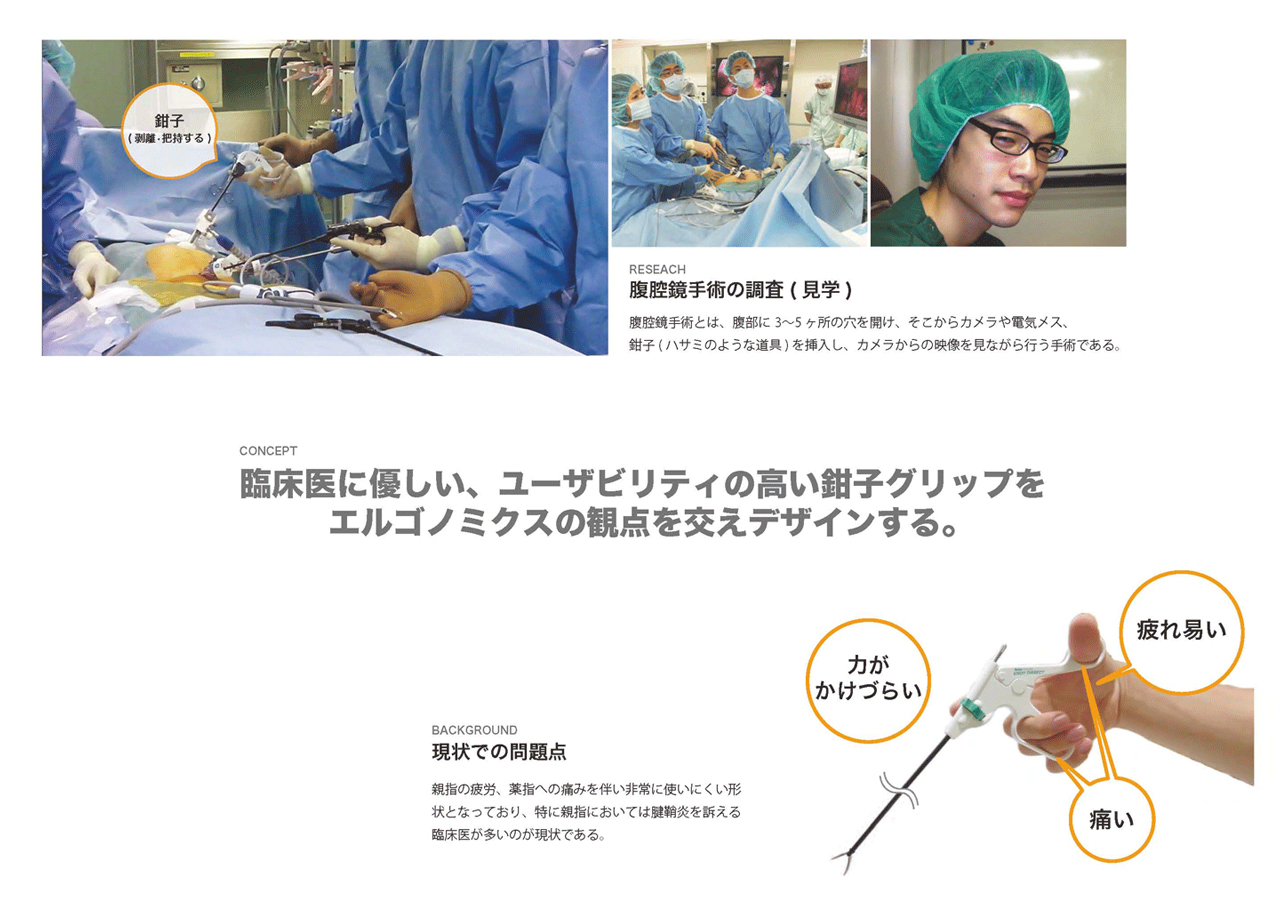 鉗子
( 剥離・把持する )
RESEACH
腹腔鏡手術の調査 ( 見学 )
腹腔鏡手術とは、腹部に 3〜5 ヶ所の穴を開け、そこからカメラや電気メス、
鉗子 ( ハサミのような道具 ) を挿入し、カメラからの映像を見ながら行う手術である。
CONCEPT
臨床医に優しい、ユーザビリティの高い鉗子グリップを
エルゴノミクスの観点を交えデザインする。
力が
かけづらい
疲れ易い
痛い
BACKGROUND
現状での問題点
親指の疲労、薬指への痛みを伴い非常に使いにくい形
状となっており、特に親指においては腱鞘炎を訴える
臨床医が多いのが現状である。